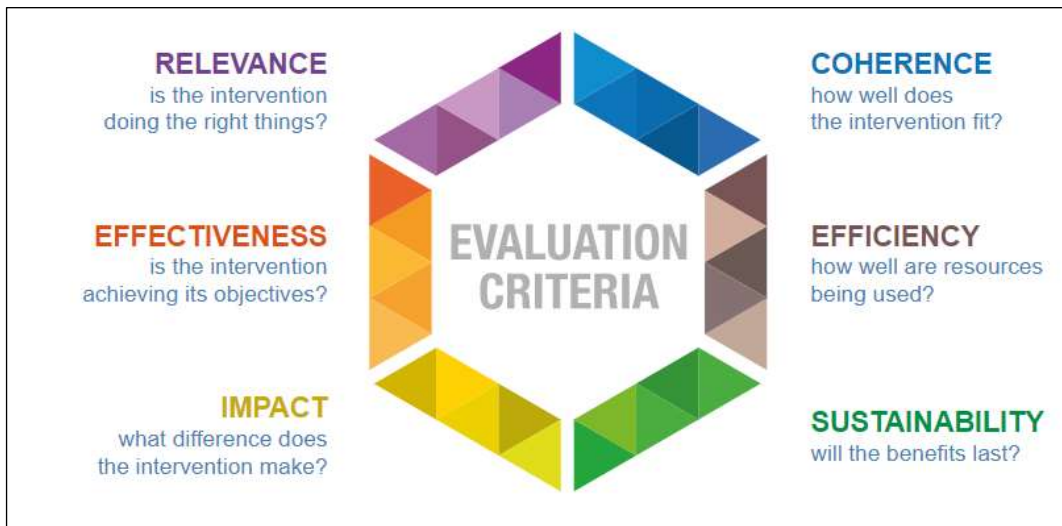 RELEVANCE
is the intervention
doing the right things?
COHERENCE
how well does
the intervention fit?
EFFECTIVENESS
is the intervention
achieving its objectives?
EVALUATION
CRITERIA
EFFICIENCY
how well are resources
being used?
IMPACT
what difference does
the intervention make?
SUSTAINABILITY
will the benefits last?